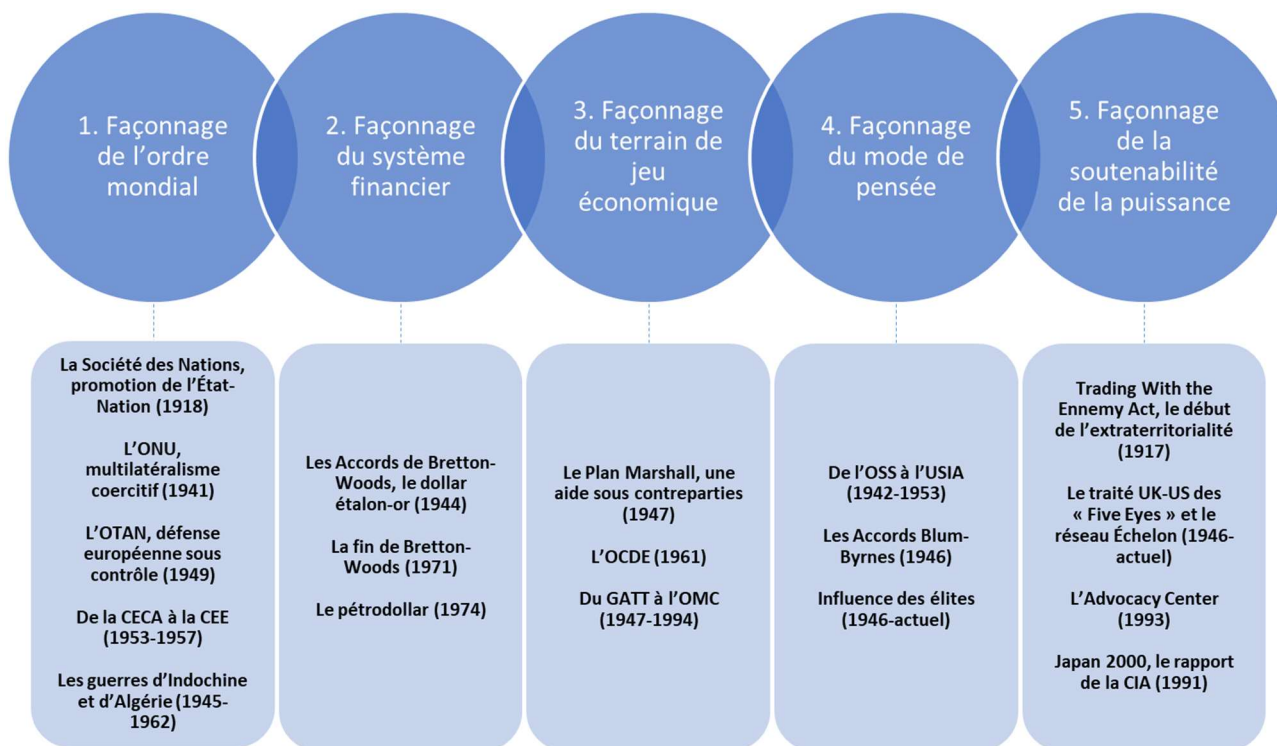 1. Façonnage
de l’ordre
mondial
2. Façonnage
du système
financier
3. Façonnage
du terrain de
jeu
économique
4. Façonnage
du mode de
pensée
5. Façonnage
de la
soutenabilité
de la puissance
La Société des Nations,
promotion de l’État-
Nation (1918)
L’ONU,
multilatéralisme
coercitif (1941)
L’OTAN, défense
européenne sous
contrôle (1949)
De la CECA à la CEE
(1953-1957)
Les guerres d’Indochine
et d’Algérie (1945-
1962)
Les Accords de Bretton-
Woods, le dollar
étalon-or (1944)
La fin de Bretton-
Woods (1971)
Le pétrodollar (1974)
Le Plan Marshall, une
aide sous contreparties
(1947)
L’OCDE (1961)
Du GATT à l’OMC
(1947-1994)
De l’OSS à l’USIA
(1942-1953)
Les Accords Blum-
Byrnes (1946)
Influence des élites
(1946-actuel)
Trading With the
Ennemy Act, le début
de l’extraterritorialité
(1917)
Le traité UK-US des
« Five Eyes » et le
réseau Échelon (1946-
actuel)
L’Advocacy Center
(1993)
Japan 2000, le rapport
de la CIA (1991)